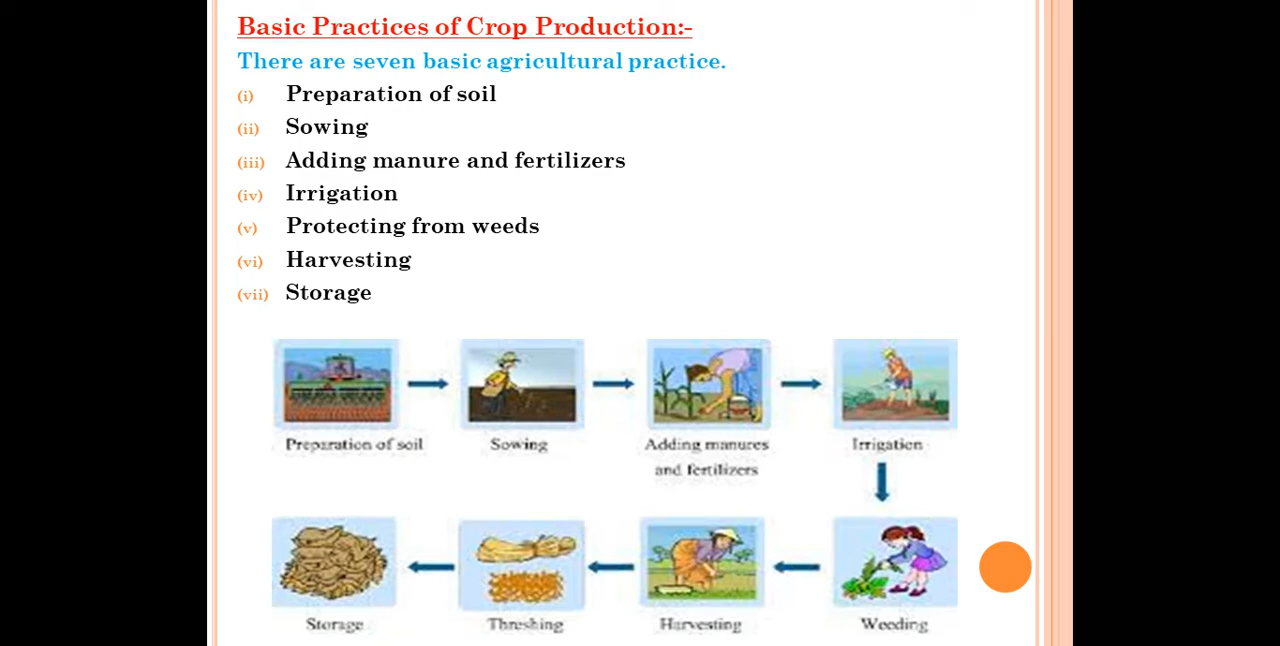 Basic Practices of Crop Production:-
There are seven basic agricultural practice.
(i) Preparation of soil
(ii) Sowing
(iii) Adding manure and fertilizers
(iv) Irrigation
(v) Protecting from weeds
(vi) Harvesting
(vii) Storage
Preparation of soil
Sowing
Adding manures
and fertilizers
Irrigation
Storage
Threshing
Harvesting
Weeding